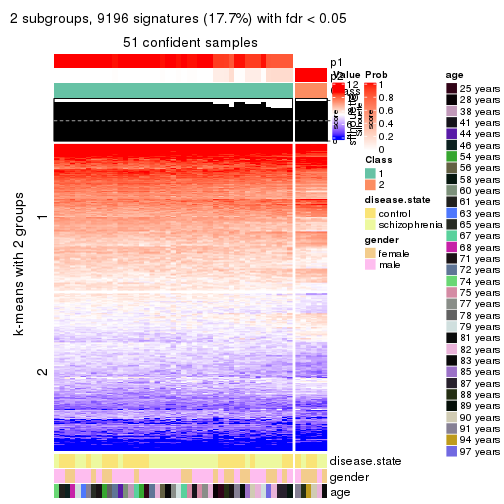 2 subgroups, 9196 signatures (17.7%) with fdr < 0.05
51 confident samples
p1
p2
Class
k-means with 2 groups
1
2
disease.state
gender
age
Value
12
Prob
1
0.8
0.6
0.4
0.2
0
Silhouette
score
Class
1
2
disease.state
control
schizophrenia
gender
female
male
age
25 years
28 years
38 years
41 years
44 years
46 years
54 years
56 years
58 years
60 years
61 years
63 years
65 years
67 years
68 years
71 years
72 years
74 years
75 years
77 years
78 years
79 years
81 years
82 years
83 years
85 years
87 years
88 years
89 years
90 years
91 years
94 years
97 years